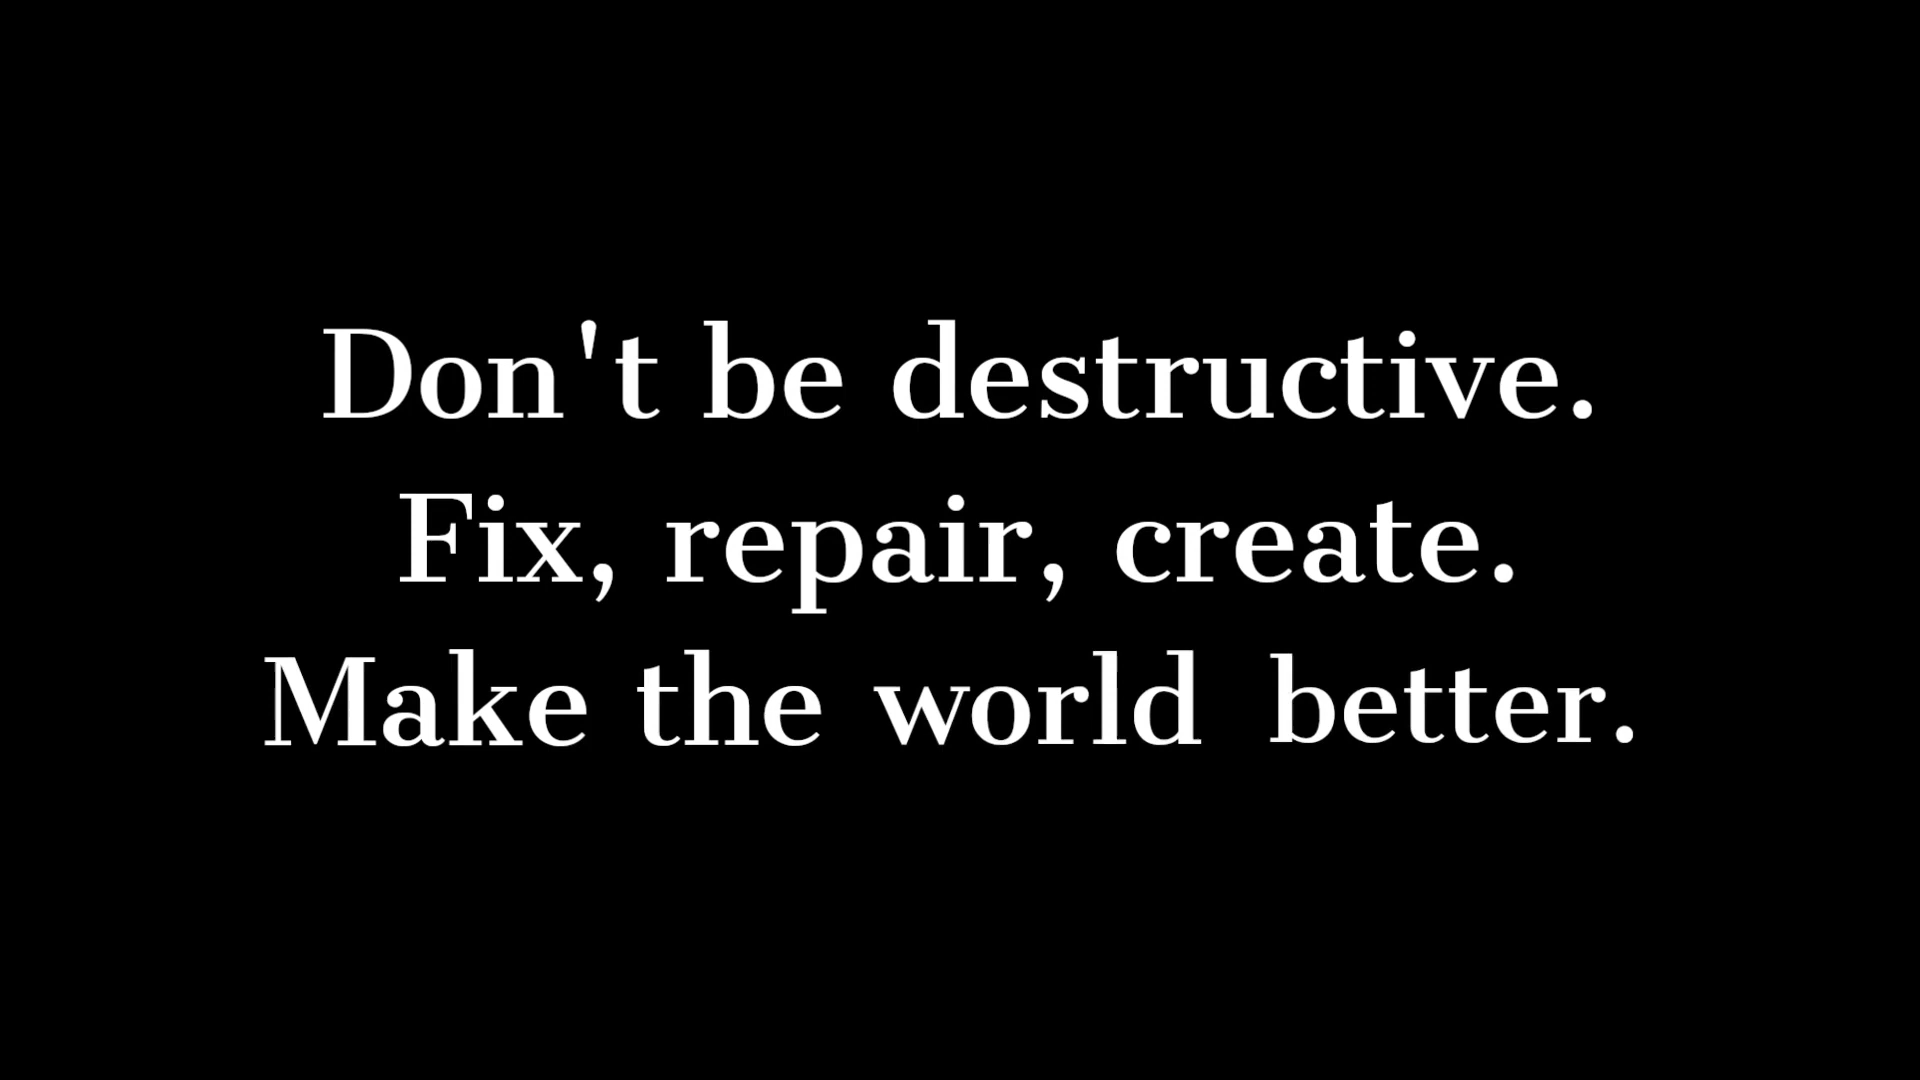 Don't be destructive.
Fix, repair, create.
Make the world better.